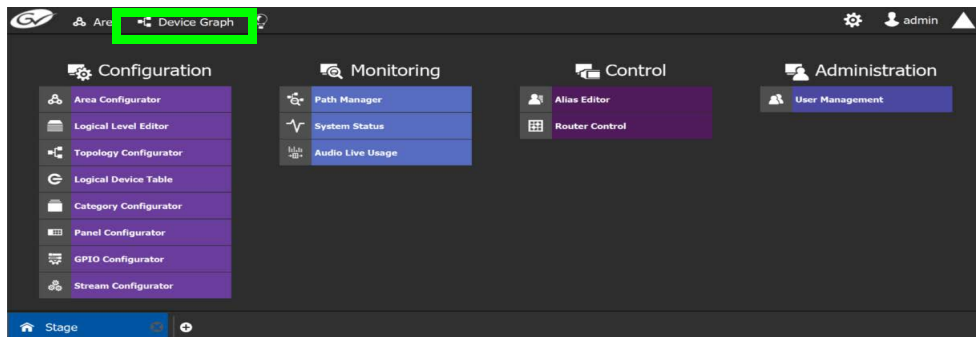 Are
Device Graph
admin
Configuration
Area Configurator
Logical Level Editor
Topology Configurator
Logical Device Table
Category Configurator
Panel Configurator
GPIO Configurator
Stream Configurator
Monitoring
Path Manager
System Status
Audio Live Usage
Control
Alias Editor
Router Control
Administration
User Management
Stage